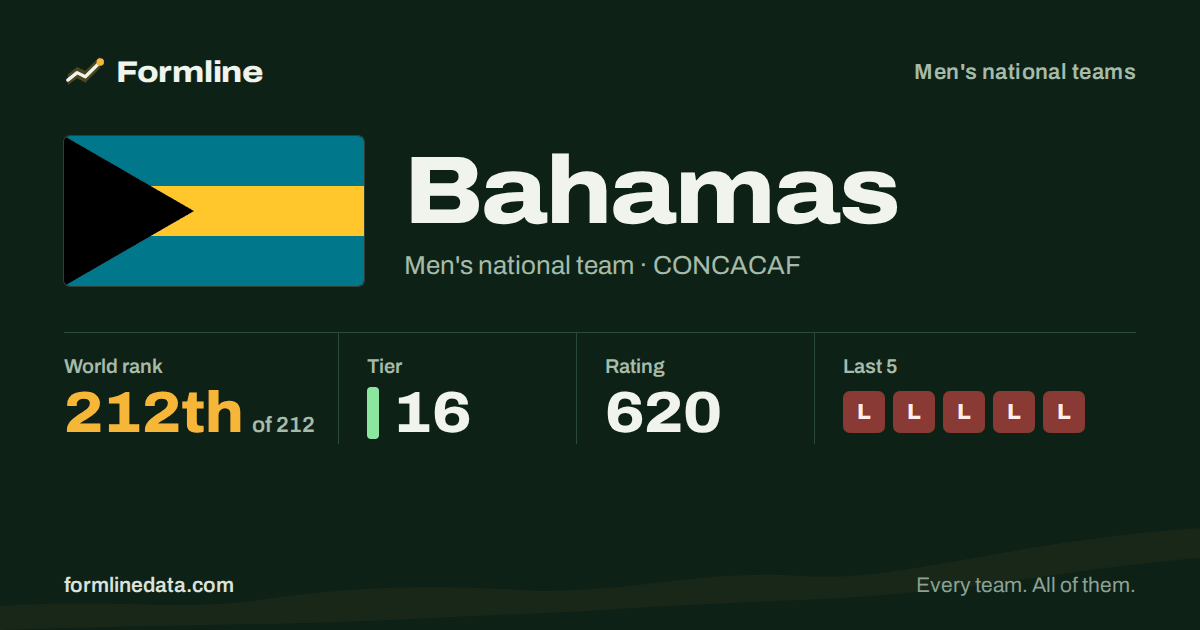 Formline
Men's national teams
Bahamas
Men's national team · CONCACAF
World rank
212th of 212
Tier
16
Rating
620
Last 5
L L L L L
formlinedata.com
Every team. All of them.